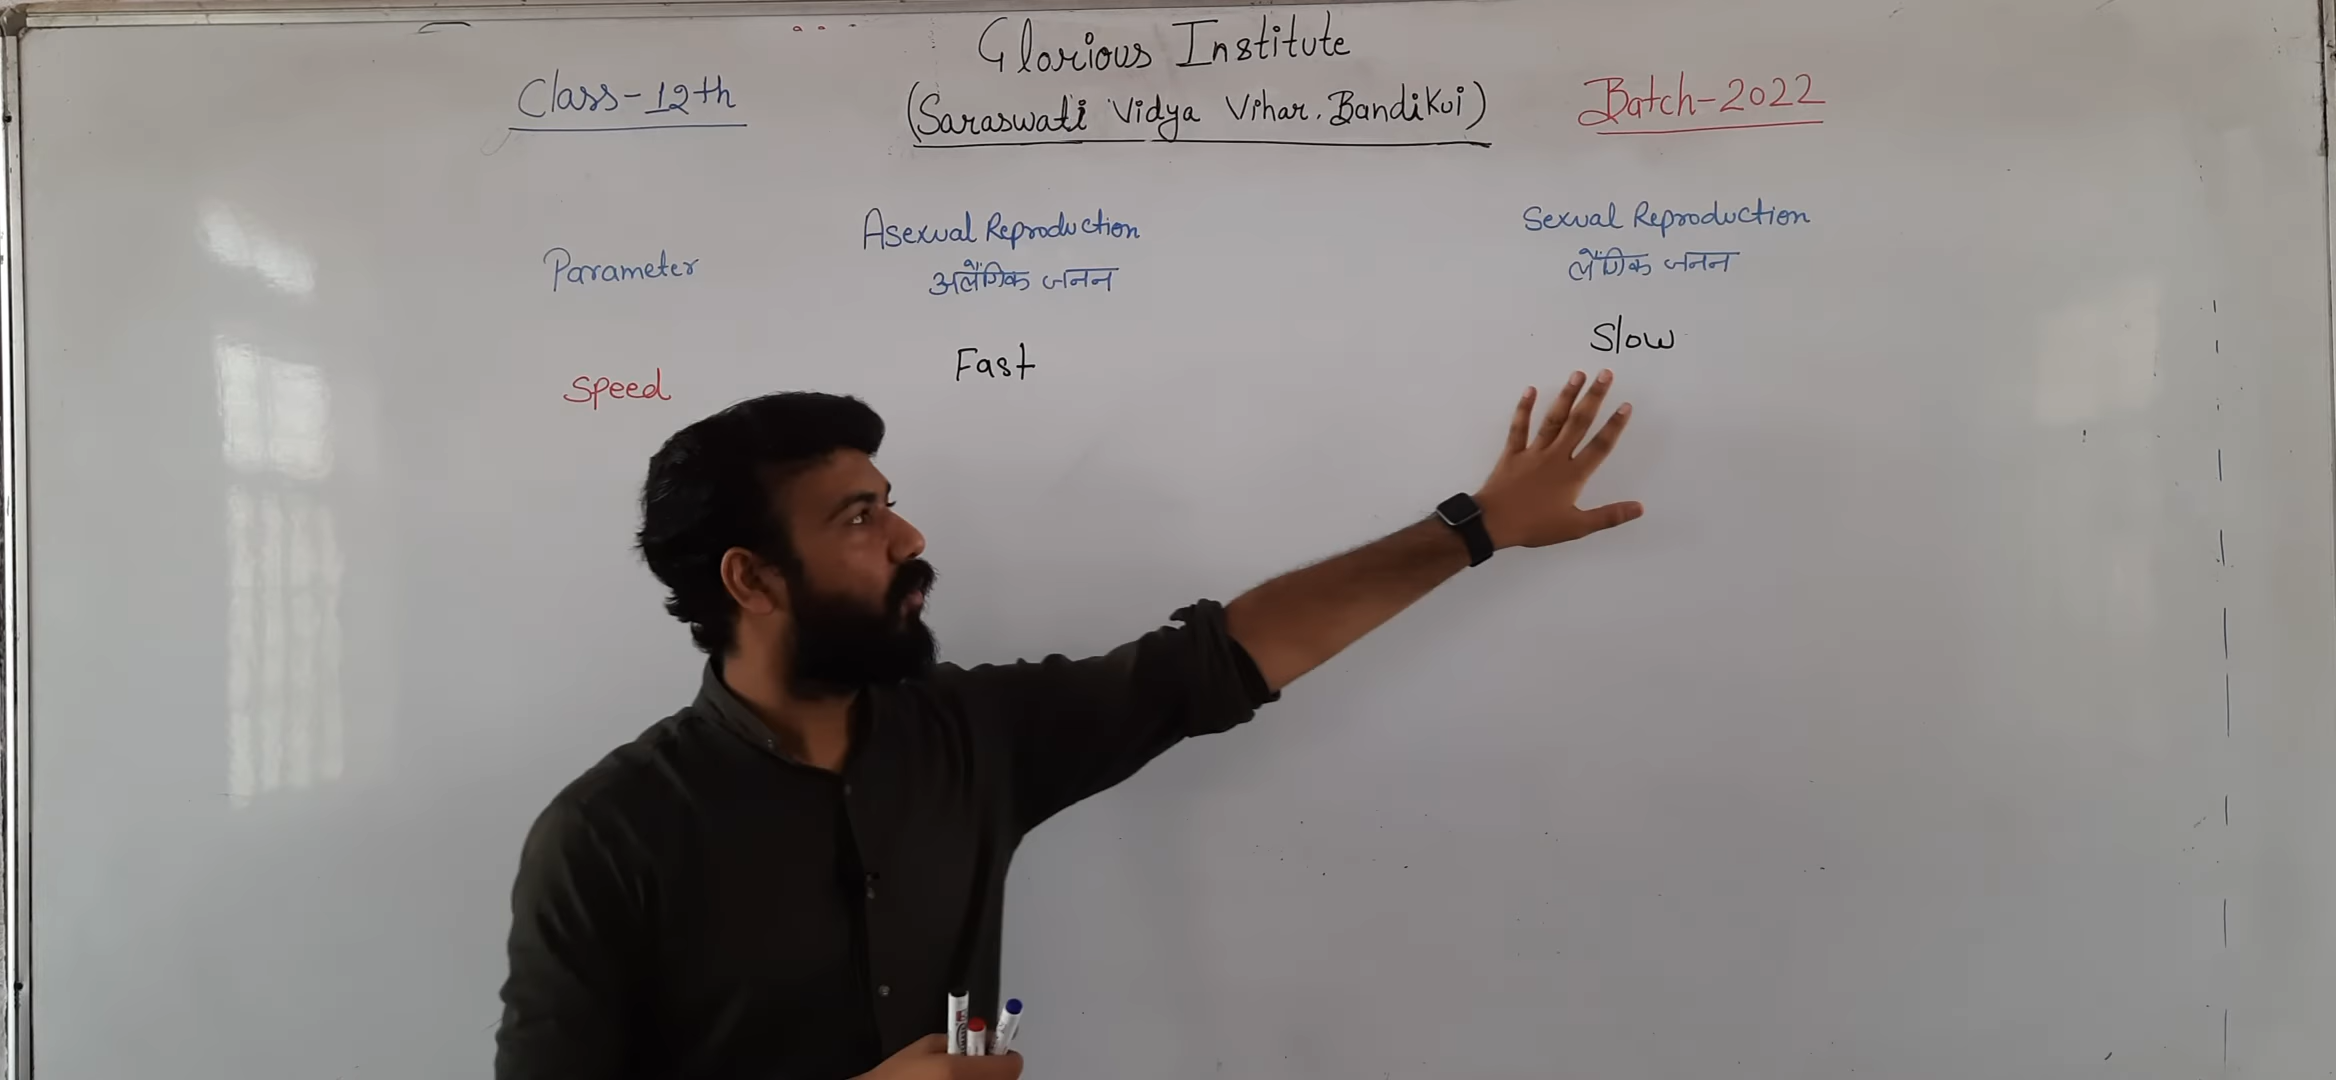 Glorious Institute
Class-12th
(Saraswati Vidya Vihar, Bandikui)
Batch-2022
Parameter
Asexual Reproduction
अलैंगिक जनन
Sexual Reproduction
लैंगिक जनन
Speed
Fast
Slow